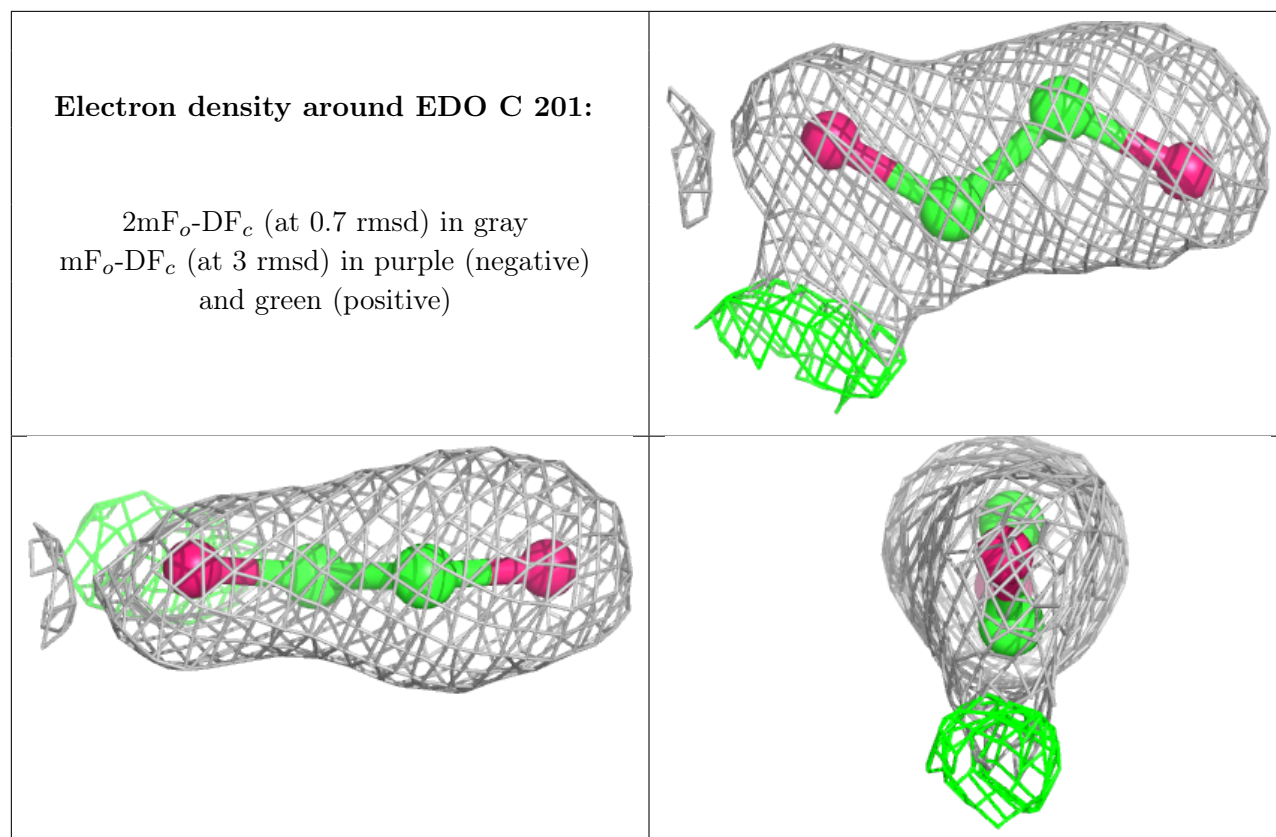 Electron density around EDO C 201:
2mFo-DFc (at 0.7 rmsd) in gray
mFo-DFc (at 3 rmsd) in purple (negative)
and green (positive)